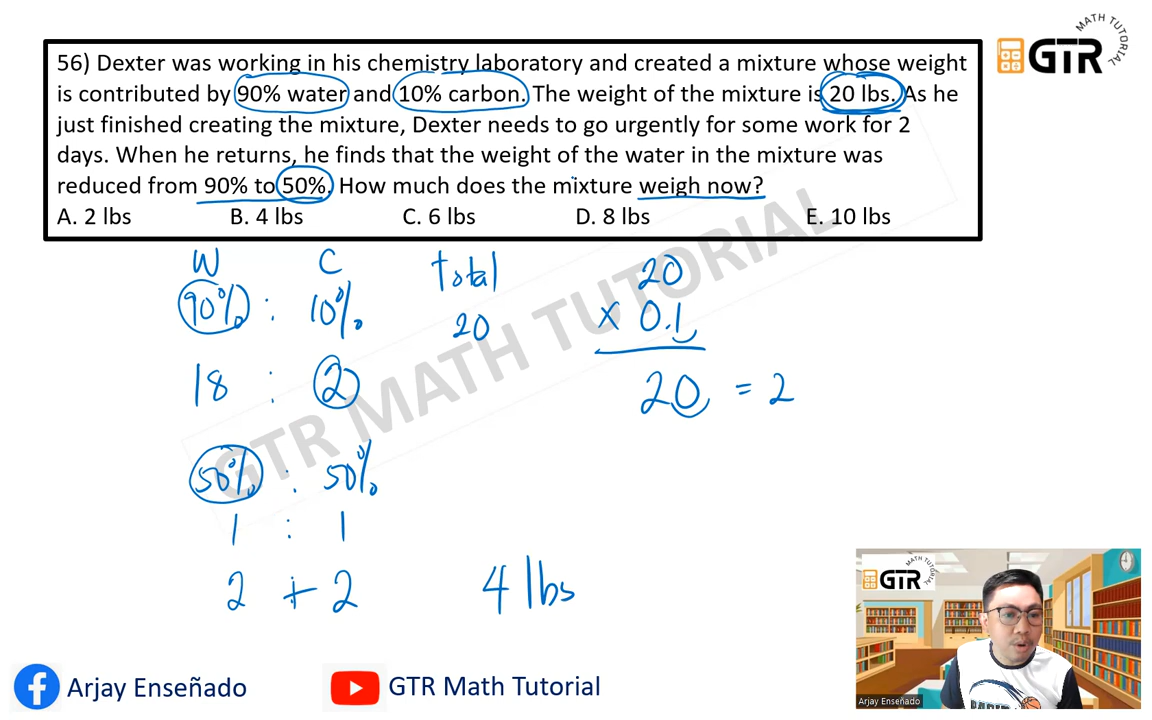 MATH TUTORIAL
GTR
56) Dexter was working in his chemistry laboratory and created a mixture whose weight
is contributed by 90% water and 10% carbon. The weight of the mixture is 20 lbs. As he
just finished creating the mixture, Dexter needs to go urgently for some work for 2
days. When he returns, he finds that the weight of the water in the mixture was
reduced from 90% to 50%. How much does the mixture weigh now?
A. 2 lbs B. 4 lbs C. 6 lbs D. 8 lbs E. 10 lbs
GTR MATH TUTORIAL
W C total 20
90% : 10% 20 x 0.1
18 : 2 20 = 2
50% : 50%
1 : 1
2 + 2 4 lbs
MATH TUTORIAL
GTR
Arjay Enseñado
Arjay Enseñado
GTR Math Tutorial